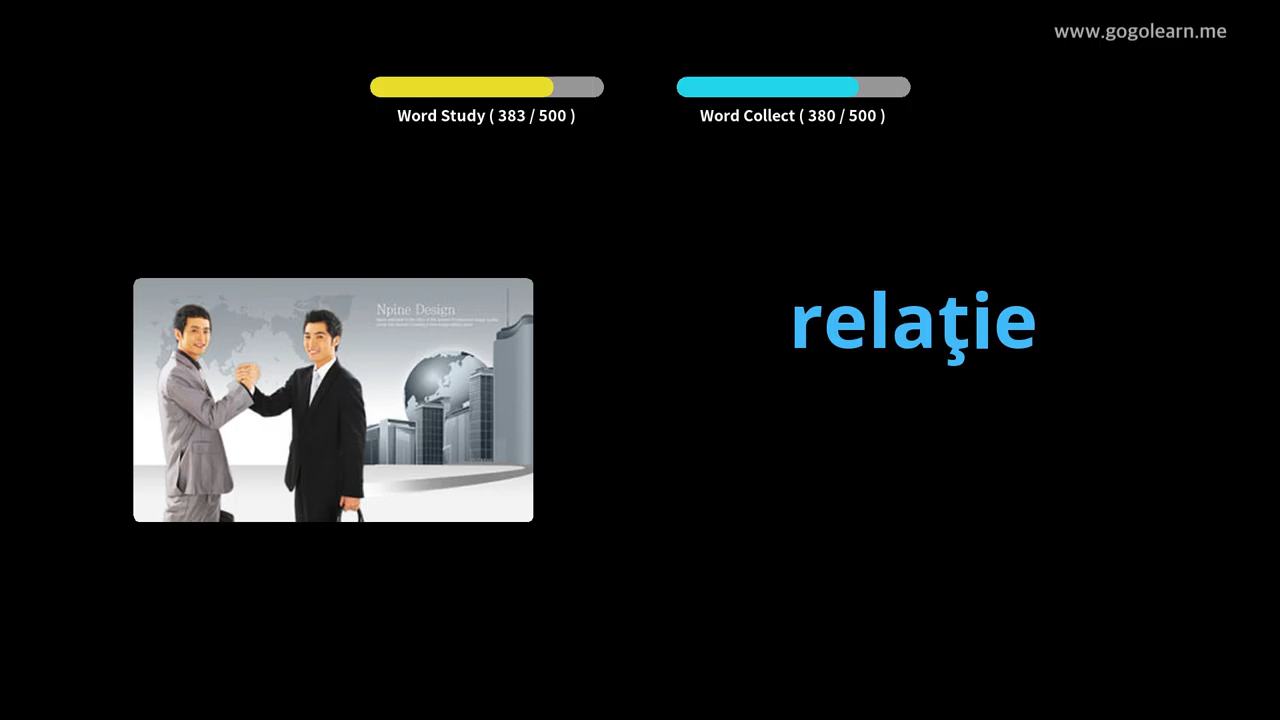 www.gogolearn.me
Word Study ( 383 / 500 )
Word Collect ( 380 / 500 )
Npine Design
relaţie